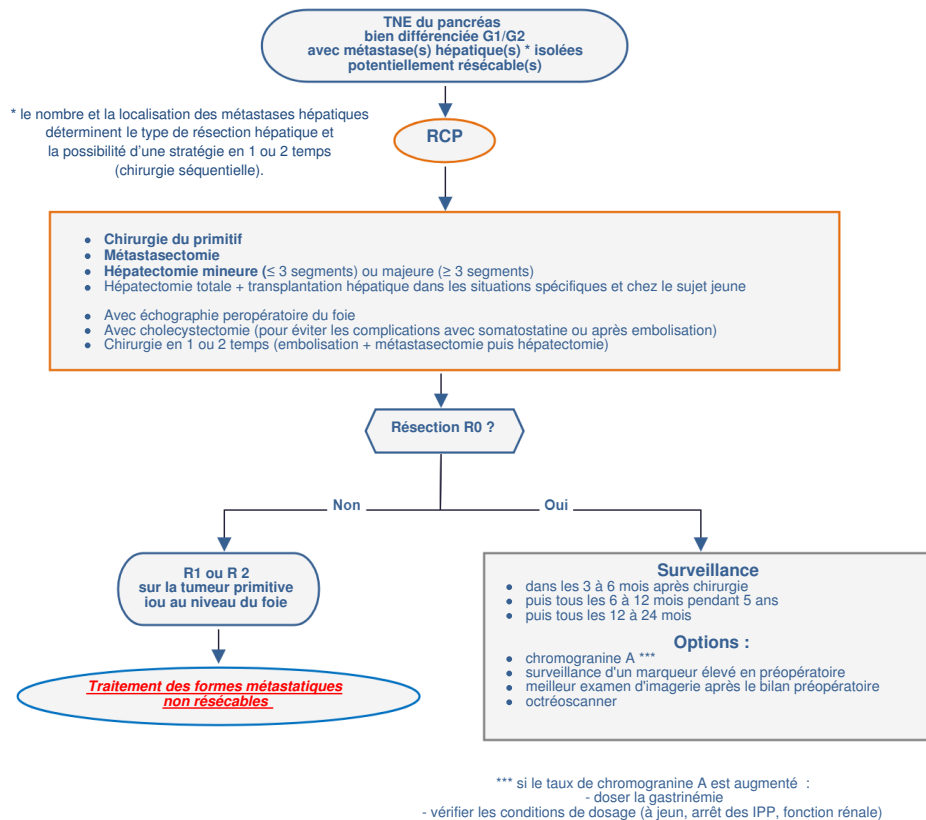 TNE du pancréas
bien différenciée G1/G2
avec métastase(s) hépatique(s) * isolées
potentiellement résécable(s)
* le nombre et la localisation des métastases hépatiques
déterminent le type de résection hépatique et
la possibilité d'une stratégie en 1 ou 2 temps
(chirurgie séquentielle).
RCP
• Chirurgie du primitif
• Métastasectomie
• Hépatectomie mineure (≤ 3 segments) ou majeure (≥ 3 segments)
• Hépatectomie totale + transplantation hépatique dans les situations spécifiques et chez le sujet jeune
• Avec échographie peropératoire du foie
• Avec cholecystectomie (pour éviter les complications avec somatostatine ou après embolisation)
• Chirurgie en 1 ou 2 temps (embolisation + métastasectomie puis hépatectomie)
Résection R0 ?
Non
Oui
R1 ou R 2
sur la tumeur primitive
iou au niveau du foie
Traitement des formes métastatiques
non résécables
Surveillance
• dans les 3 à 6 mois après chirurgie
• puis tous les 6 à 12 mois pendant 5 ans
• puis tous les 12 à 24 mois
Options :
• chromogranine A ***
• surveillance d'un marqueur élevé en préopératoire
• meilleur examen d'imagerie après le bilan préopératoire
• octréoscanner
*** si le taux de chromogranine A est augmenté :
- doser la gastrinémie
- vérifier les conditions de dosage (à jeun, arrêt des IPP, fonction rénale)